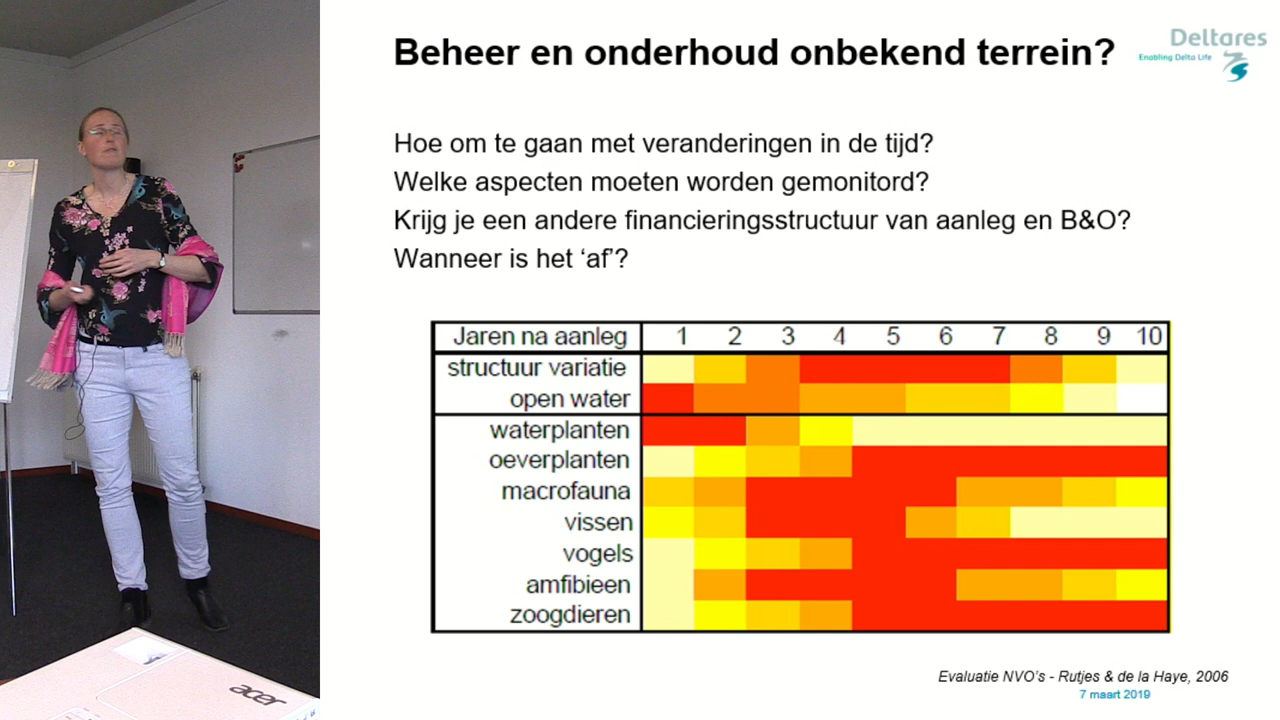 Beheer en onderhoud onbekend terrein?
Deltares
Enabling Delta Life
Hoe om te gaan met veranderingen in de tijd?
Welke aspecten moeten worden gemonitord?
Krijg je een andere financieringsstructuur van aanleg en B&O?
Wanneer is het ‘af’?
Jaren na aanleg 1 2 3 4 5 6 7 8 9 10
structuur variatie
open water
waterplanten
oeverplanten
macrofauna
vissen
vogels
amfibieen
zoogdieren
Evaluatie NVO’s - Rutjes & de la Haye, 2006
7 maart 2019
acer